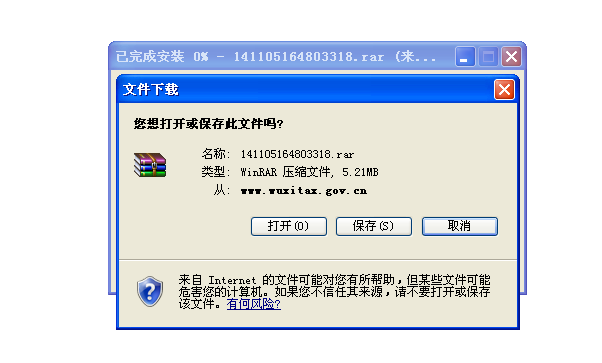 已完成安装 0% - 141105164803318.rar (来...
文件下载
您想打开或保存此文件吗?
名称: 141105164803318.rar
类型: WinRAR 压缩文件, 5.21MB
从: www.wuxitax.gov.cn
打开(O) 保存(S) 取消
来自 Internet 的文件可能对您有所帮助，但某些文件可能
危害您的计算机。如果您不信任其来源，请不要打开或保存
该文件。有何风险?